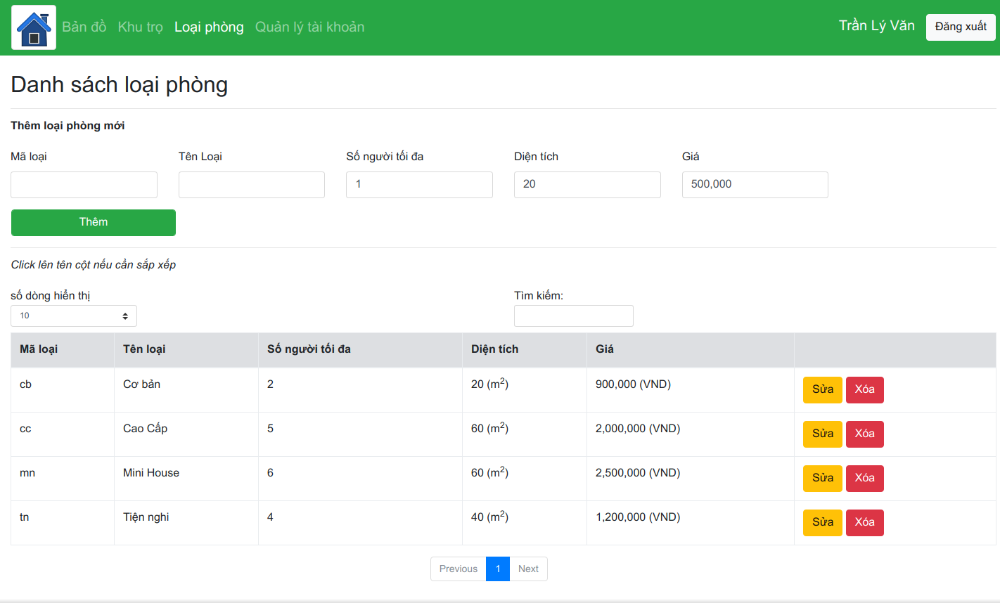 Bản đồ Khu trọ Loại phòng Quản lý tài khoản Trần Lý Văn Đăng xuất
Danh sách loại phòng
Thêm loại phòng mới
Mã loại Tên Loại Số người tối đa Diện tích Giá
1 20 500,000
Thêm
Click lên tên cột nếu cần sắp xếp
số dòng hiển thị Tìm kiếm:
10
Mã loại Tên loại Số người tối đa Diện tích Giá
cb Cơ bản 2 20 (m²) 900,000 (VND) Sửa Xóa
cc Cao Cấp 5 60 (m²) 2,000,000 (VND) Sửa Xóa
mn Mini House 6 60 (m²) 2,500,000 (VND) Sửa Xóa
tn Tiện nghi 4 40 (m²) 1,200,000 (VND) Sửa Xóa
Previous 1 Next